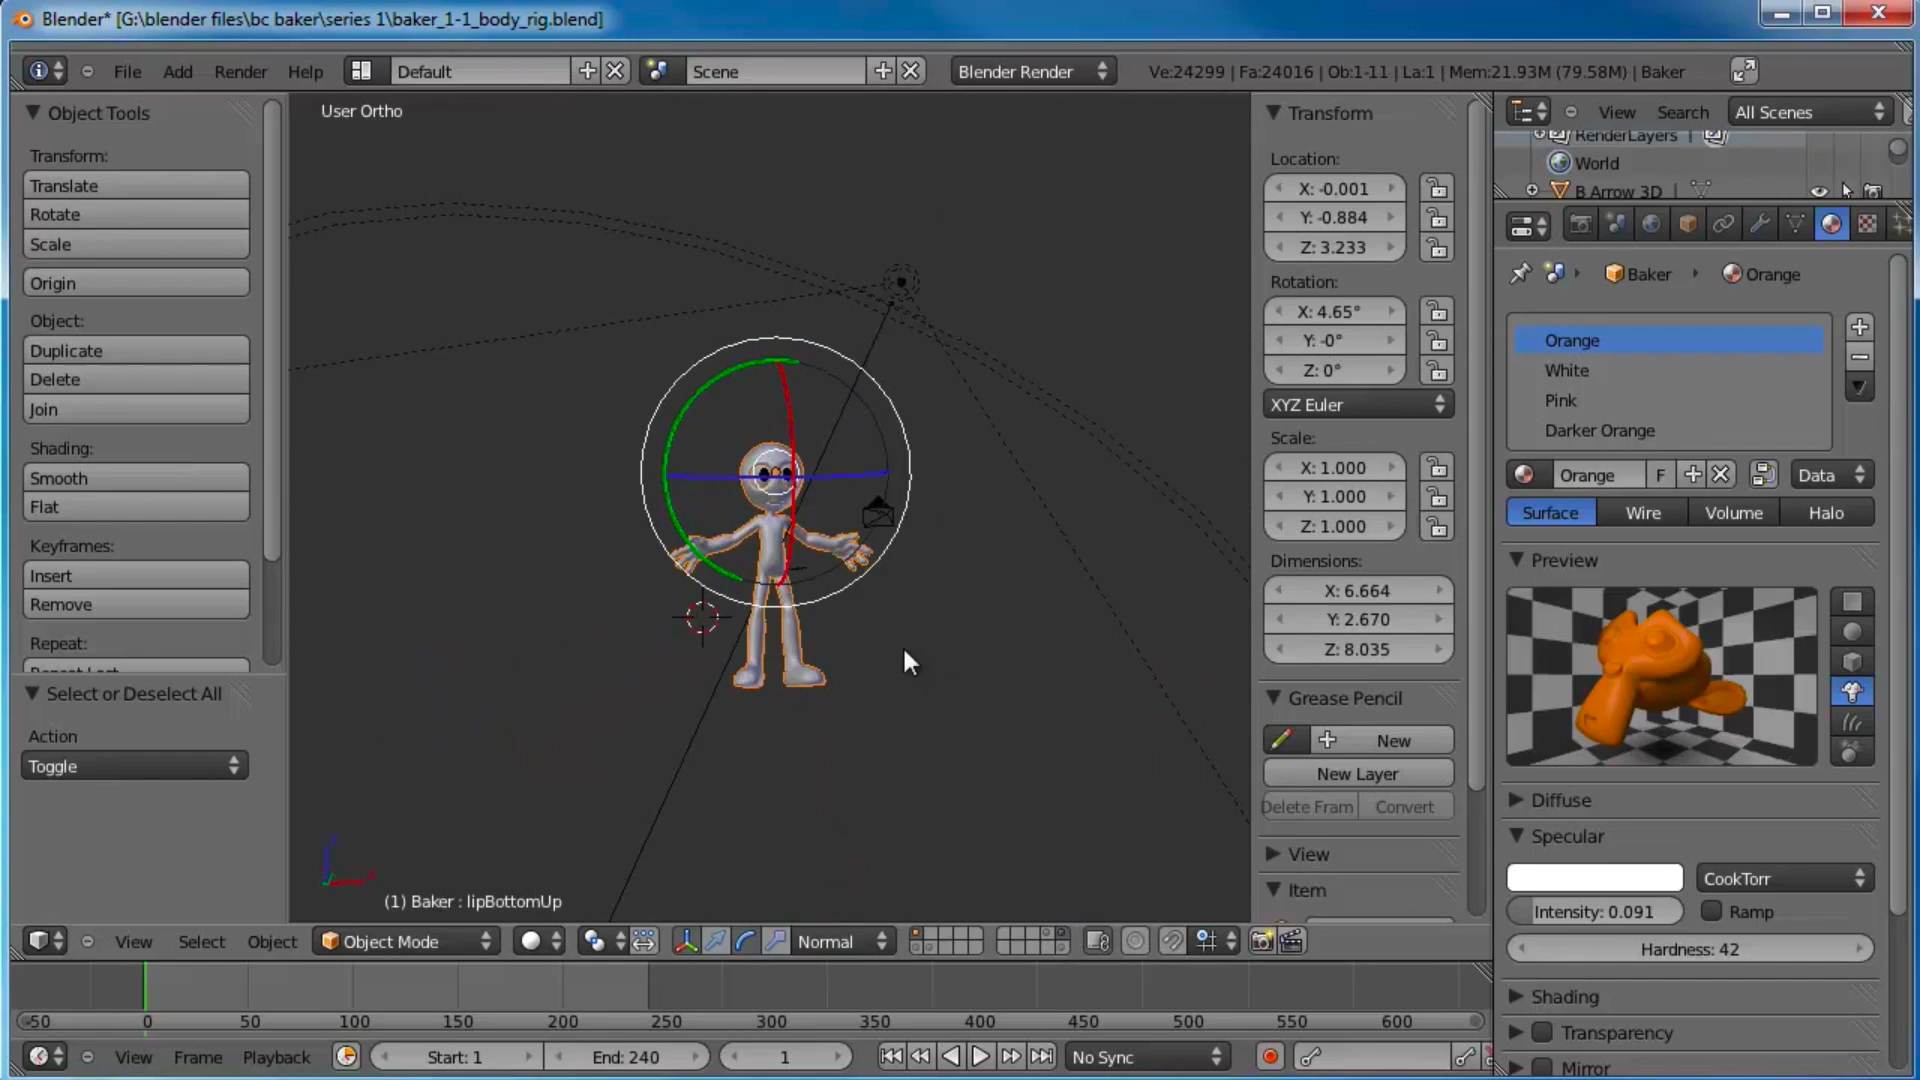 Blender* [G:\blender files\bc baker\series 1\baker_1-1_body_rig.blend]
File Add Render Help Default Scene Blender Render Ve:24299 | Fa:24016 | Ob:1-11 | La:1 | Mem:21.93M (79.58M) | Baker
Object Tools
Transform:
Translate
Rotate
Scale
Origin
Object:
Duplicate
Delete
Join
Shading:
Smooth
Flat
Keyframes:
Insert
Remove
Repeat:
Repeat Last
Select or Deselect All
Action
Toggle
User Ortho
(1) Baker : lipBottomUp
Transform
Location:
X: -0.001
Y: -0.884
Z: 3.233
Rotation:
X: 4.65°
Y: -0°
Z: 0°
XYZ Euler
Scale:
X: 1.000
Y: 1.000
Z: 1.000
Dimensions:
X: 6.664
Y: 2.670
Z: 8.035
Grease Pencil
New
New Layer
Delete Fram Convert
View
Item
View Search All Scenes
RenderLayers
World
B Arrow 3D
Baker Orange
Orange
White
Pink
Darker Orange
Orange F Data
Surface Wire Volume Halo
Preview
Diffuse
Specular
CookTorr
Intensity: 0.091 Ramp
Hardness: 42
Shading
Transparency
Mirror
View Select Object Object Mode Normal
-50 0 50 100 150 200 250 300 350 400 450 500 550 600
View Frame Playback Start: 1 End: 240 1 No Sync